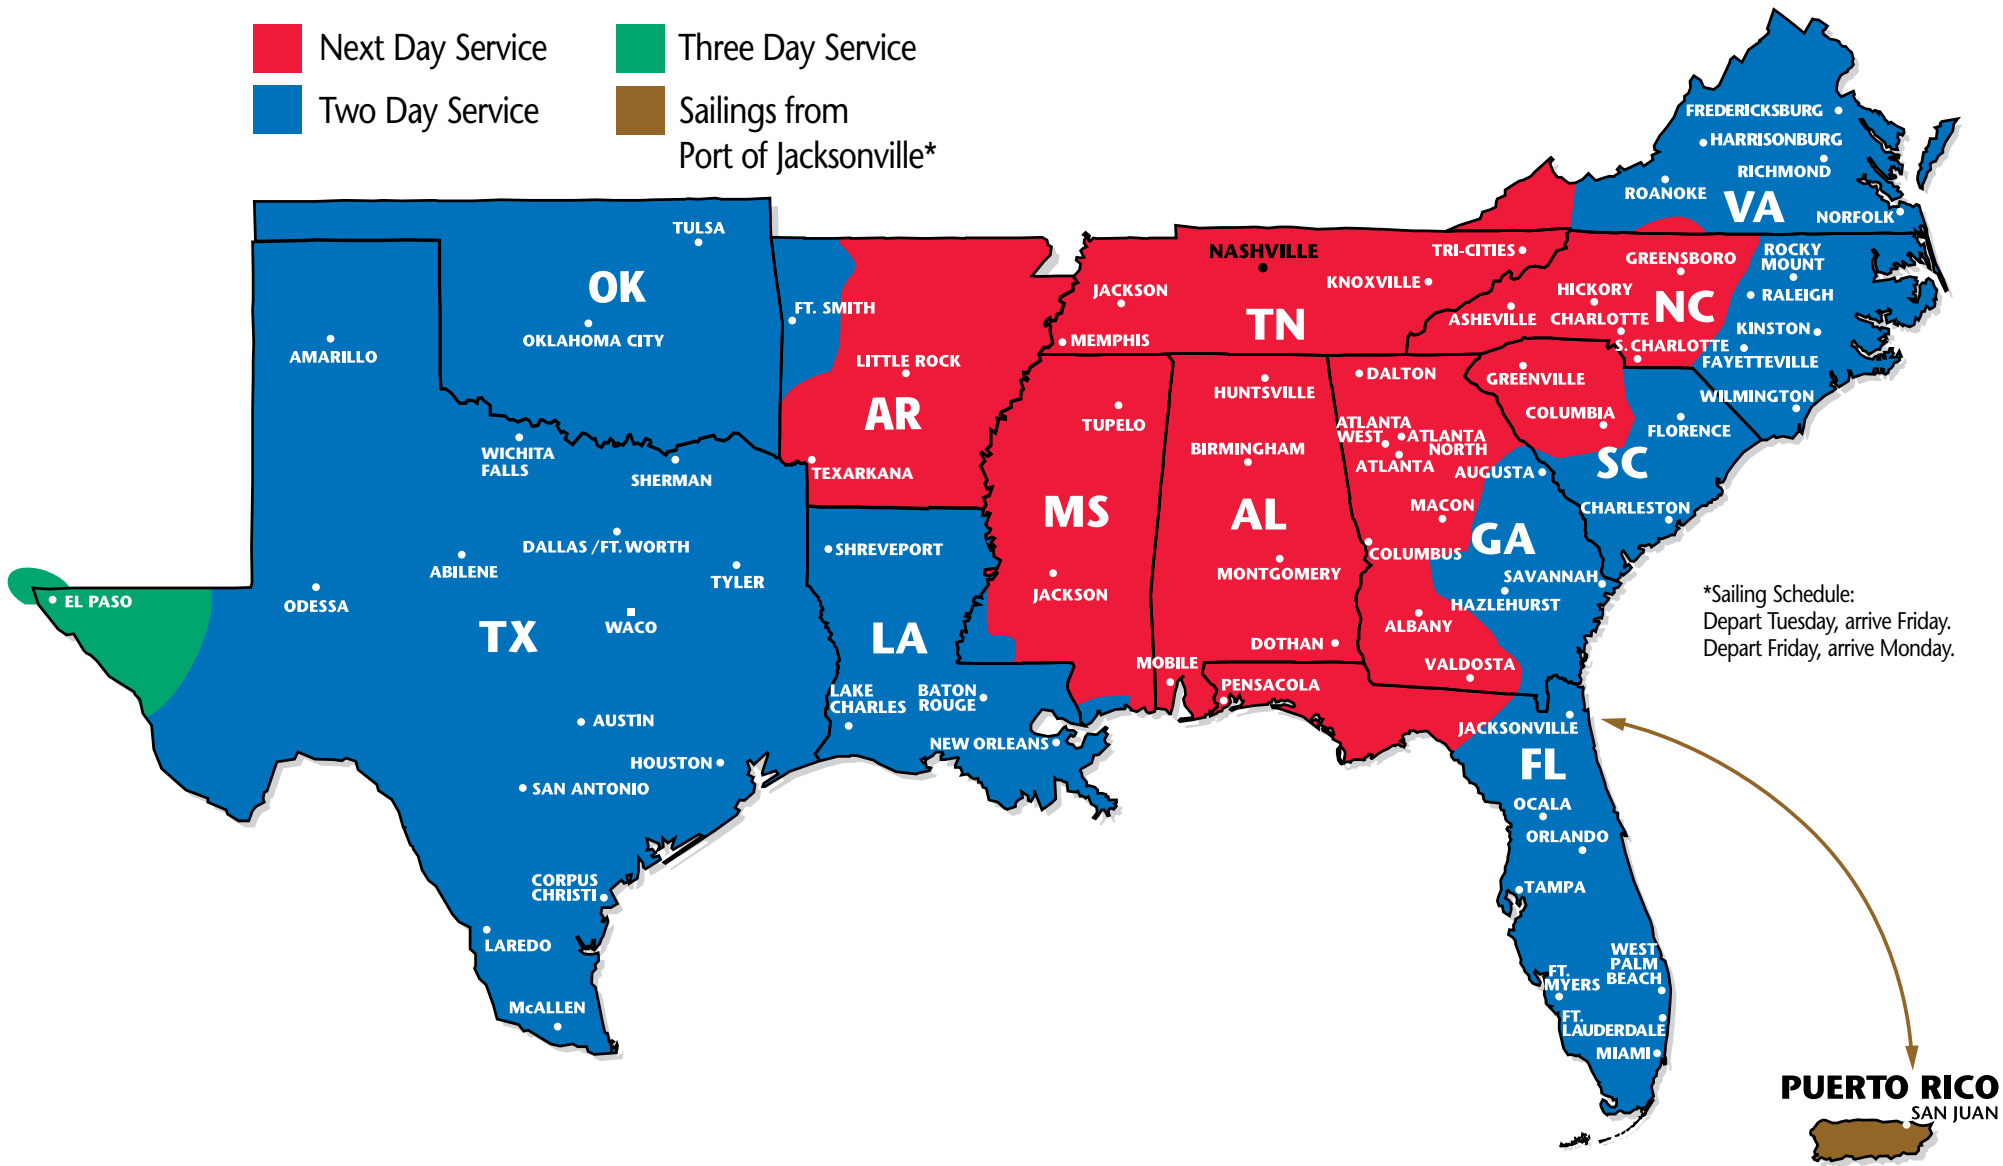 Next Day Service
Two Day Service
Three Day Service
Sailings from
Port of Jacksonville*
FREDERICKSBURG
HARRISONBURG
RICHMOND
ROANOKE
VA
NORFOLK
TULSA
OK
OKLAHOMA CITY
AMARILLO
WICHITA
FALLS
SHERMAN
DALLAS /FT. WORTH
ABILENE
TYLER
EL PASO
ODESSA
TX
WACO
AUSTIN
HOUSTON
SAN ANTONIO
CORPUS
CHRISTI
LAREDO
McALLEN
FT. SMITH
LITTLE ROCK
AR
TEXARKANA
SHREVEPORT
LA
LAKE
CHARLES
BATON
ROUGE
NEW ORLEANS
NASHVILLE
TRI-CITIES
KNOXVILLE
JACKSON
TN
MEMPHIS
TUPELO
MS
JACKSON
HUNTSVILLE
BIRMINGHAM
AL
MONTGOMERY
DOTHAN
MOBILE
DALTON
ATLANTA
WEST
ATLANTA
NORTH
ATLANTA
AUGUSTA
MACON
GA
COLUMBUS
SAVANNAH
HAZLEHURST
ALBANY
VALDOSTA
GREENSBORO
ROCKY
MOUNT
HICKORY
NC
RALEIGH
ASHEVILLE
CHARLOTTE
KINSTON
S. CHARLOTTE
FAYETTEVILLE
WILMINGTON
GREENVILLE
COLUMBIA
FLORENCE
SC
CHARLESTON
PENSACOLA
JACKSONVILLE
FL
OCALA
ORLANDO
TAMPA
WEST
PALM
BEACH
FT.
MYERS
FT.
LAUDERDALE
MIAMI
*Sailing Schedule:
Depart Tuesday, arrive Friday.
Depart Friday, arrive Monday.
PUERTO RICO
SAN JUAN